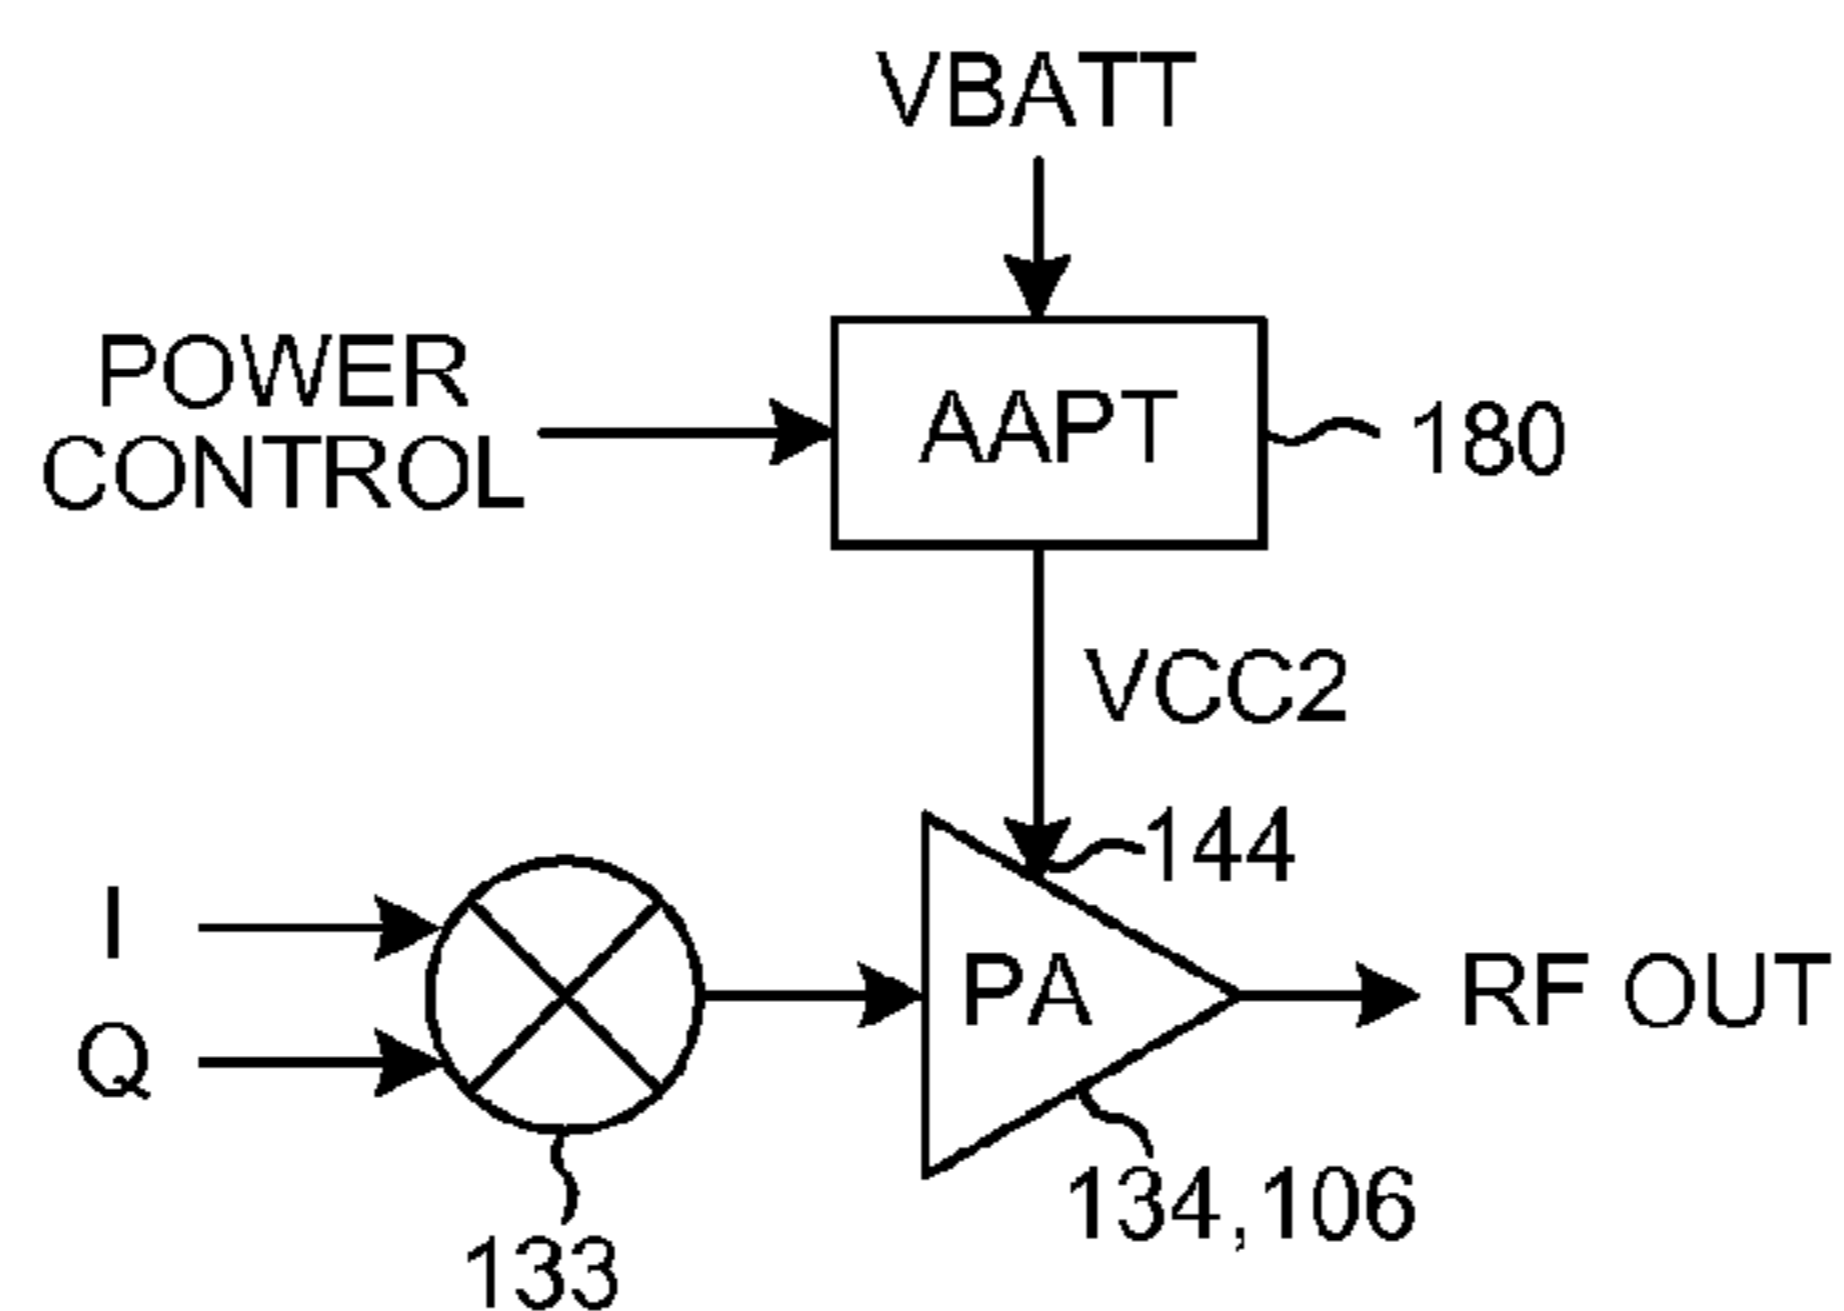 VBATT
POWER
CONTROL
AAPT
180
VCC2
144
I
Q
PA
RF OUT
134,106
133